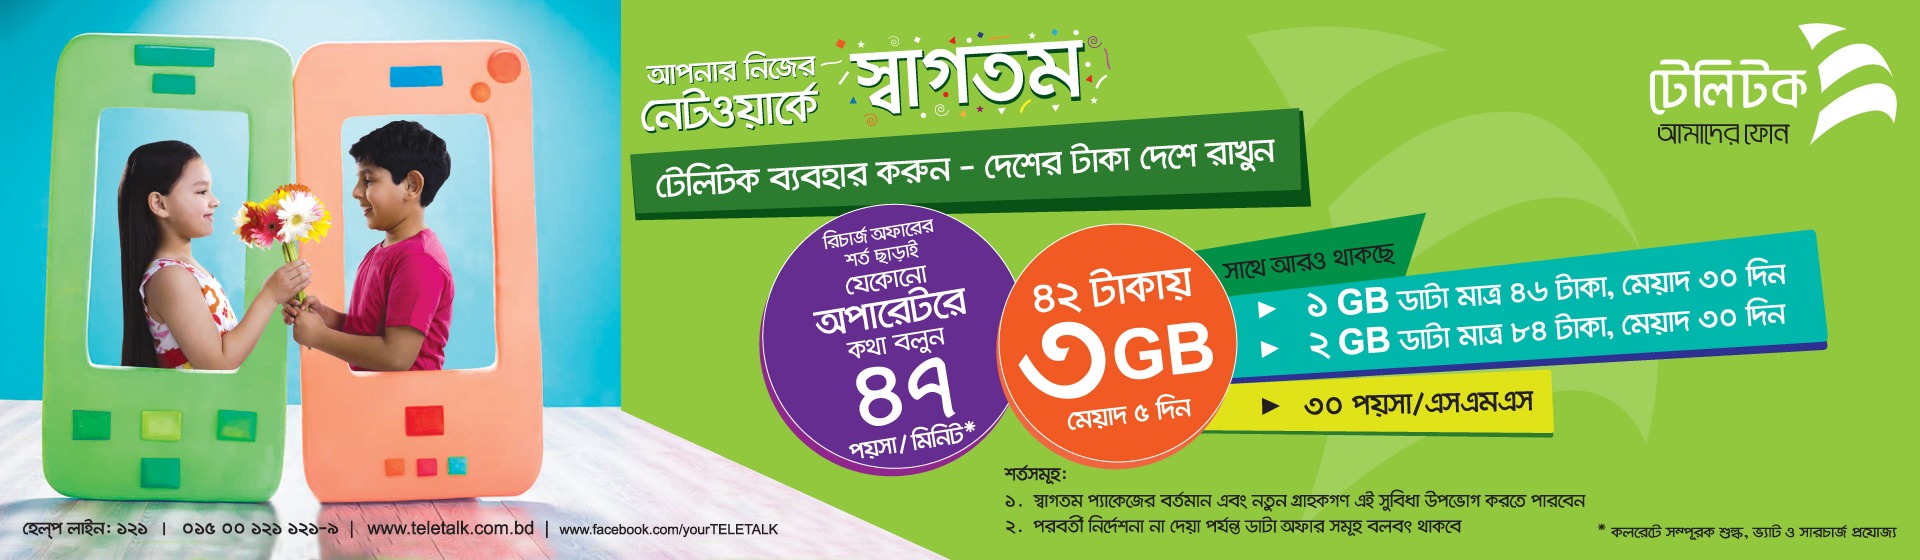 আপনার নিজের
নেটওয়ার্কে
স্বাগতম
টেলিটক
আমাদের ফোন
টেলিটক ব্যবহার করুন - দেশের টাকা দেশে রাখুন
রিচার্জ অফারের
শর্ত ছাড়াই
যেকোনো
অপারেটরে
কথা বলুন
৪৭
পয়সা/মিনিট*
৪২ টাকায়
৩GB
মেয়াদ ৫ দিন
সাথে আরও থাকছে
► ১ GB ডাটা মাত্র ৪৬ টাকা, মেয়াদ ৩০ দিন
► ২ GB ডাটা মাত্র ৮৪ টাকা, মেয়াদ ৩০ দিন
► ৩০ পয়সা/এসএমএস
শর্তসমূহ:
১. স্বাগতম প্যাকেজের বর্তমান এবং নতুন গ্রাহকগণ এই সুবিধা উপভোগ করতে পারবেন
২. পরবর্তী নির্দেশনা না দেয়া পর্যন্ত ডাটা অফার সমূহ বলবৎ থাকবে
* কলরেটে সম্পূরক শুল্ক, ভ্যাট ও সারচার্জ প্রযোজ্য
হেল্প লাইন: ১২১ | ০১৫ ০০ ১২১ ১২১-৯ | www.teletalk.com.bd | www.facebook.com/yourTELETALK